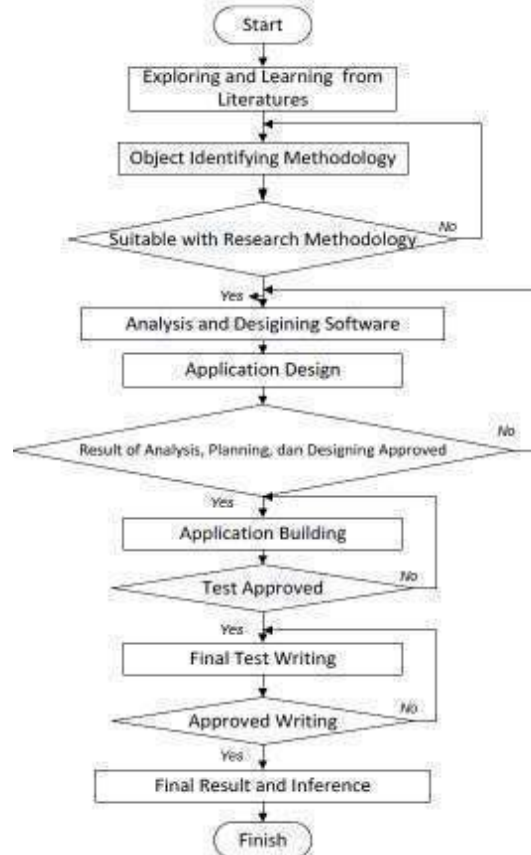 Start
Exploring and Learning from
Literatures
Object Identifying Methodology
No
Suitable with Research Methodology
Yes
Analysis and Desigining Software
Application Design
No
Result of Analysis, Planning, dan Designing Approved
Yes
Application Building
No
Test Approved
Yes
Final Test Writing
No
Approved Writing
Yes
Final Result and Inference
Finish